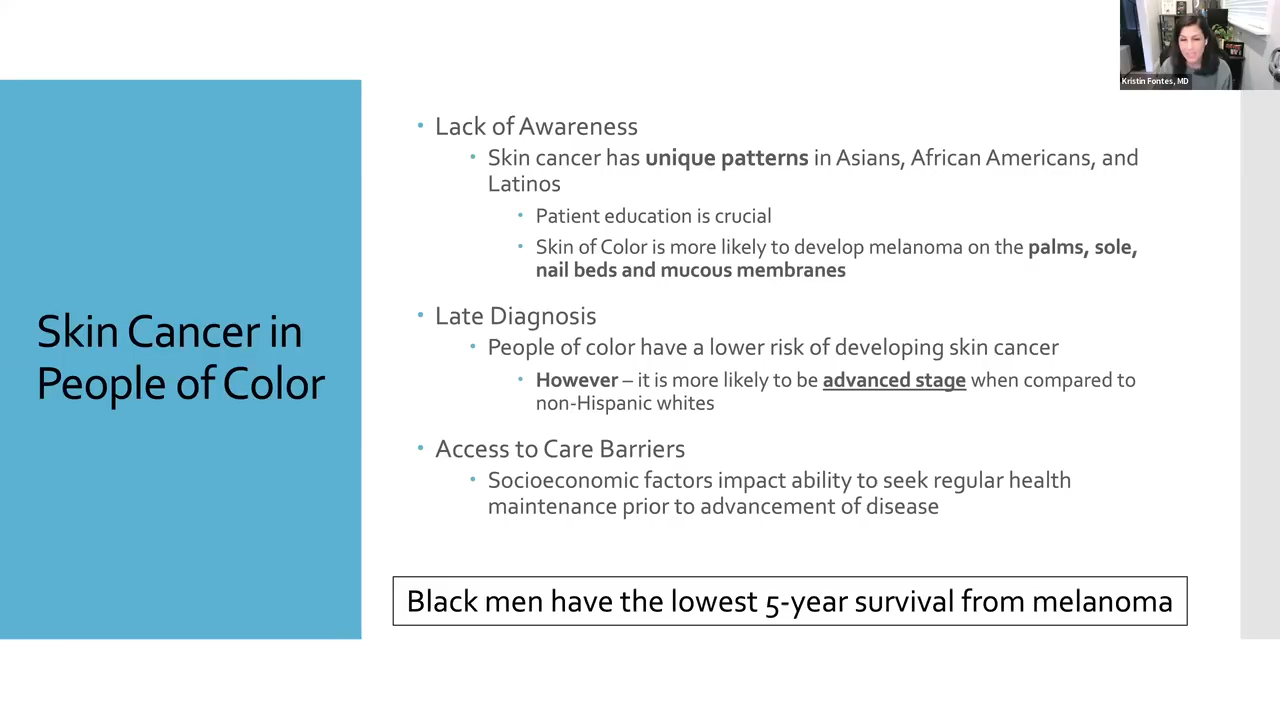 Kristin Fontes, MD
Skin Cancer in
People of Color
• Lack of Awareness
• Skin cancer has unique patterns in Asians, African Americans, and
Latinos
• Patient education is crucial
• Skin of Color is more likely to develop melanoma on the palms, sole,
nail beds and mucous membranes
• Late Diagnosis
• People of color have a lower risk of developing skin cancer
• However – it is more likely to be advanced stage when compared to
non-Hispanic whites
• Access to Care Barriers
• Socioeconomic factors impact ability to seek regular health
maintenance prior to advancement of disease
Black men have the lowest 5-year survival from melanoma